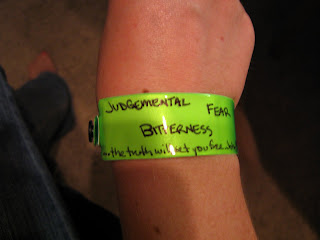 JUDGEMENTAL FEAR
BITTERNESS
the truth will set you free